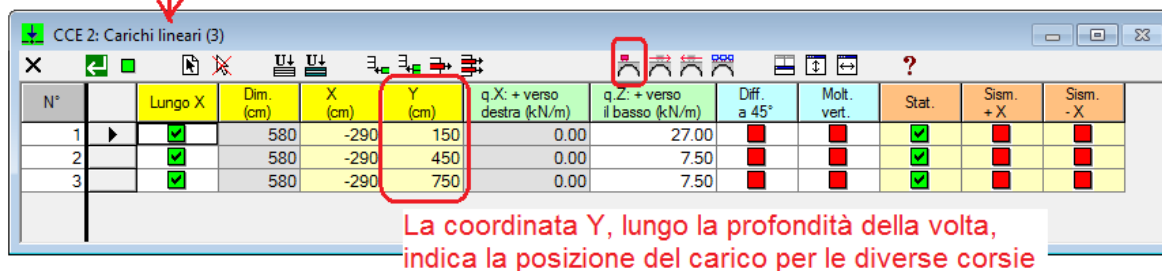 CCE 2: Carichi lineari (3)
U U ?
N° Lungo X Dim. (cm) X (cm) Y (cm) q.X: + verso destra (kN/m) q.Z: + verso il basso (kN/m) Diff. a 45° Molt. vert. Stat. Sism. + X Sism. - X
1 580 -290 150 0.00 27.00
2 580 -290 450 0.00 7.50
3 580 -290 750 0.00 7.50
La coordinata Y, lungo la profondità della volta,
indica la posizione del carico per le diverse corsie